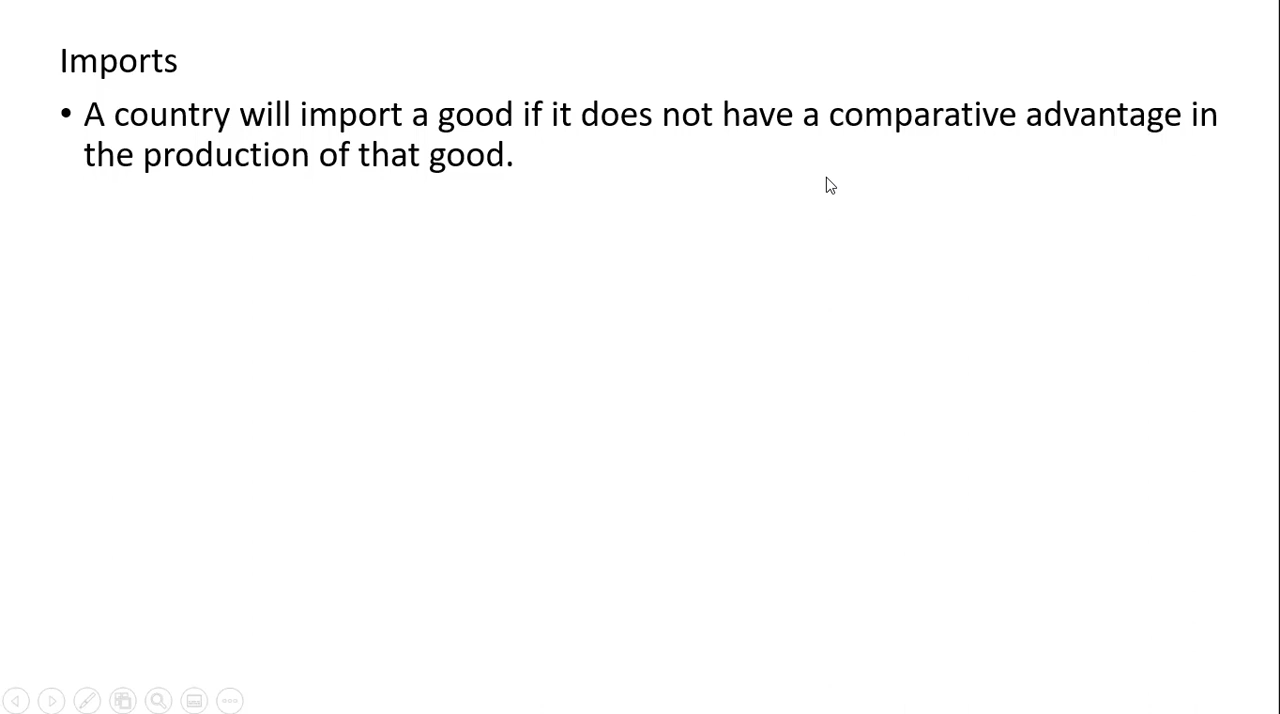 Imports
• A country will import a good if it does not have a comparative advantage in
the production of that good.